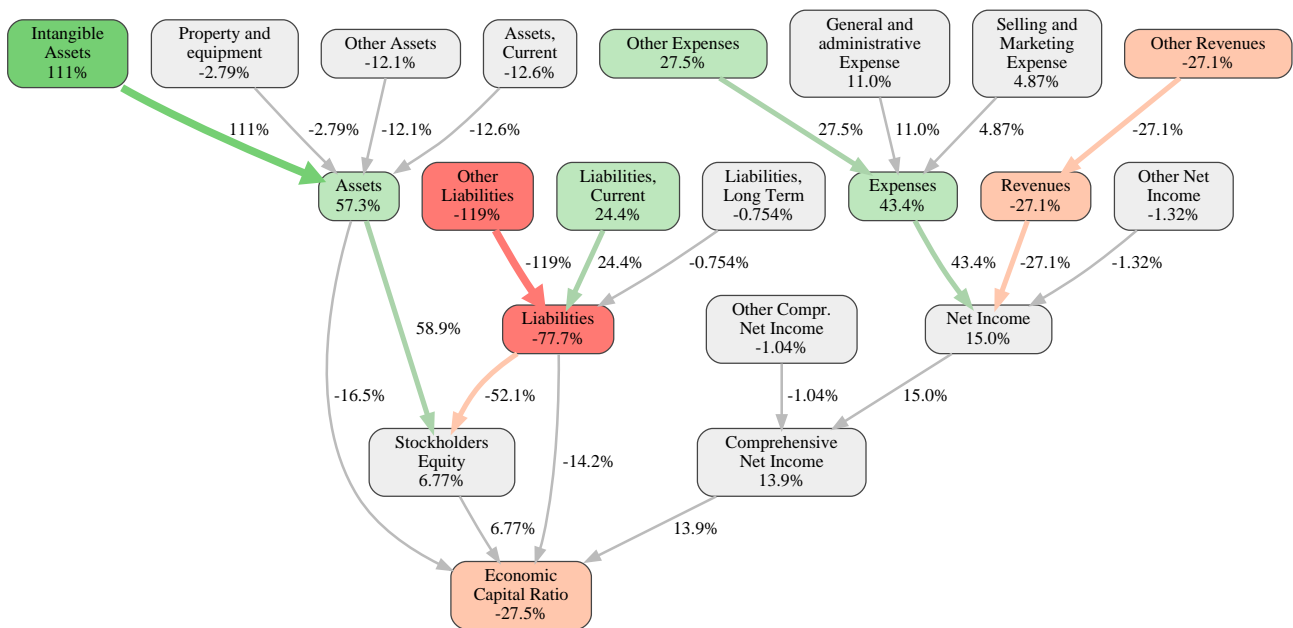 Intangible
Assets
111%
Property and
equipment
-2.79%
Other Assets
-12.1%
Assets,
Current
-12.6%
Other Expenses
27.5%
General and
administrative
Expense
11.0%
Selling and
Marketing
Expense
4.87%
Other Revenues
-27.1%
111%
-2.79%
-12.1%
-12.6%
27.5%
11.0%
4.87%
-27.1%
Assets
57.3%
Other
Liabilities
-119%
Liabilities,
Current
24.4%
Liabilities,
Long Term
-0.754%
Expenses
43.4%
Revenues
-27.1%
Other Net
Income
-1.32%
-119%
24.4%
-0.754%
43.4%
-27.1%
-1.32%
58.9%
Liabilities
-77.7%
Other Compr.
Net Income
-1.04%
Net Income
15.0%
-16.5%
-52.1%
-1.04%
15.0%
Stockholders
Equity
6.77%
-14.2%
Comprehensive
Net Income
13.9%
6.77%
13.9%
Economic
Capital Ratio
-27.5%